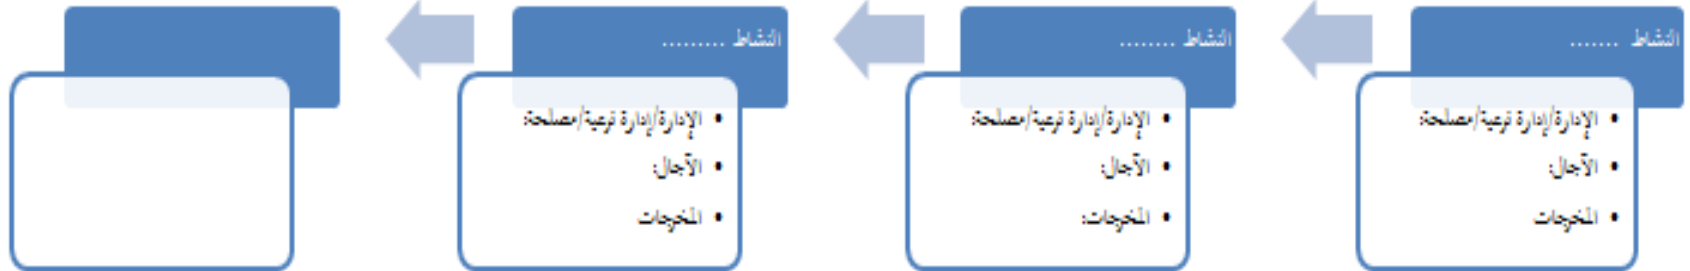 النشاط .......
• الإدارة/إدارة فرعية/مصلحة:
• الآجال:
• المخرجات
النشاط ........
• الإدارة/إدارة فرعية/مصلحة:
• الآجال:
• المخرجات:
النشاط .........
• الإدارة/إدارة فرعية/مصلحة:
• الآجال:
• المخرجات